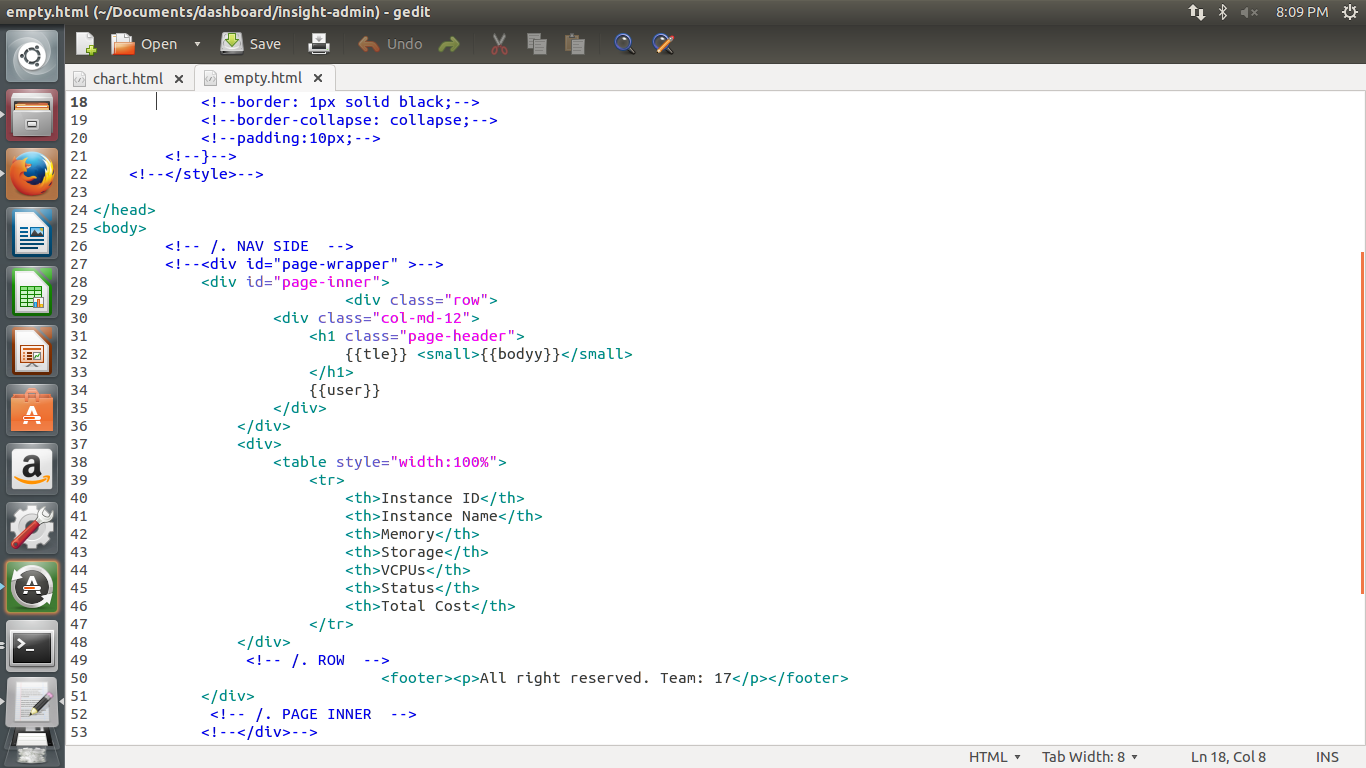 empty.html (~/Documents/dashboard/insight-admin) - gedit
8:09 PM
Open
Save
Undo
chart.html
empty.html
18 <!--border: 1px solid black;-->
19 <!--border-collapse: collapse;-->
20 <!--padding:10px;-->
21 <!--}-->
22 <!--</style>-->
23
24 </head>
25 <body>
26 <!-- /. NAV SIDE  -->
27 <!--<div id="page-wrapper" >-->
28 <div id="page-inner">
29 <div class="row">
30 <div class="col-md-12">
31 <h1 class="page-header">
32 {{tle}} <small>{{bodyy}}</small>
33 </h1>
34 {{user}}
35 </div>
36 </div>
37 <div>
38 <table style="width:100%">
39 <tr>
40 <th>Instance ID</th>
41 <th>Instance Name</th>
42 <th>Memory</th>
43 <th>Storage</th>
44 <th>VCPUs</th>
45 <th>Status</th>
46 <th>Total Cost</th>
47 </tr>
48 </div>
49 <!-- /. ROW  -->
50 <footer><p>All right reserved. Team: 17</p></footer>
51 </div>
52 <!-- /. PAGE INNER  -->
53 <!--</div>-->
HTML
Tab Width: 8
Ln 18, Col 8
INS